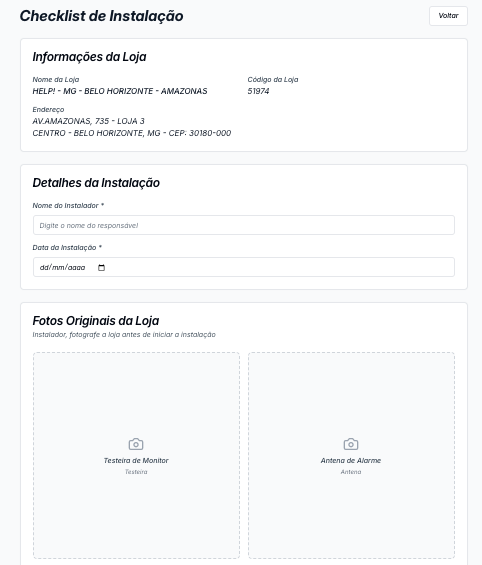 Checklist de Instalação
Voltar
Informações da Loja
Nome da Loja
HELP! - MG - BELO HORIZONTE - AMAZONAS
Código da Loja
51974
Endereço
AV.AMAZONAS, 735 - LOJA 3
CENTRO - BELO HORIZONTE, MG - CEP: 30180-000
Detalhes da Instalação
Nome do Instalador *
Digite o nome do responsável
Data da Instalação *
dd/mm/aaaa
Fotos Originais da Loja
Instalador, fotografe a loja antes de iniciar a instalação
Testeira de Monitor
Testeira
Antena de Alarme
Antena